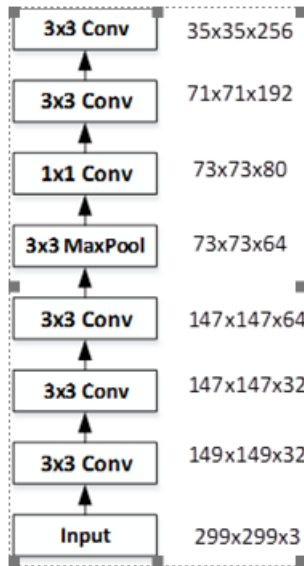 3x3 Conv 35x35x256
3x3 Conv 71x71x192
1x1 Conv 73x73x80
3x3 MaxPool 73x73x64
3x3 Conv 147x147x64
3x3 Conv 147x147x32
3x3 Conv 149x149x32
Input 299x299x3